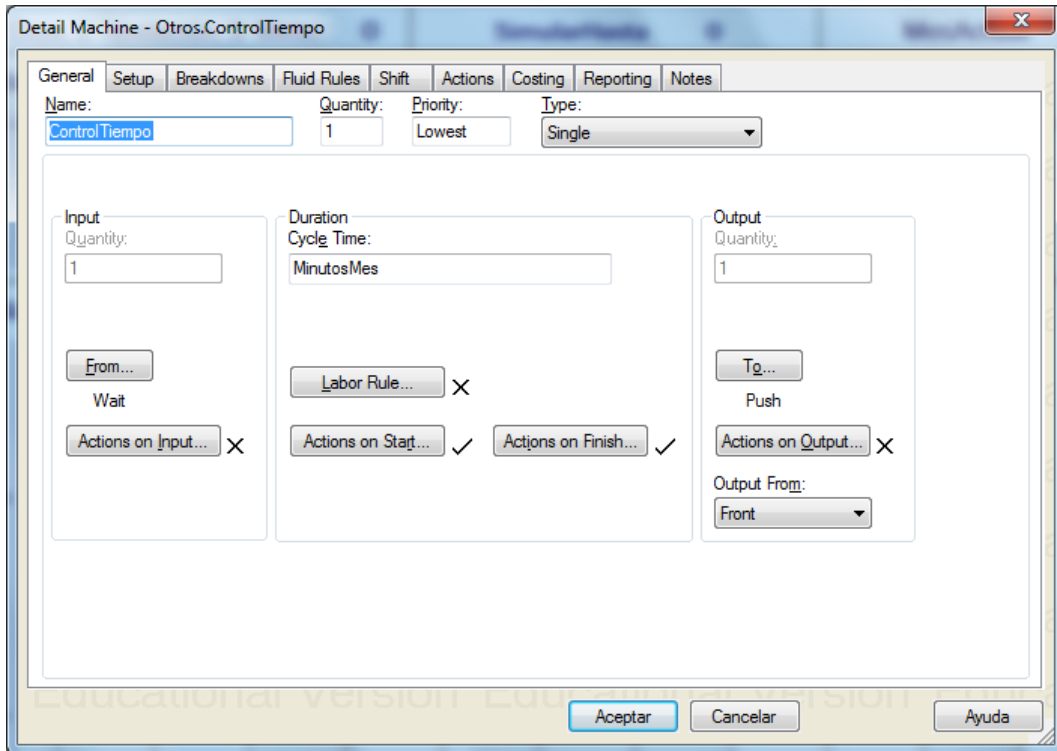 Detail Machine - Otros.ControlTiempo
SimularHasta
General Setup Breakdowns Fluid Rules Shift Actions Costing Reporting Notes
Name: Quantity: Priority: Type:
ControlTiempo 1 Lowest Single
Input Duration Output
Quantity: Cycle Time: Quantity:
1 MinutosMes 1
From... Labor Rule... To...
Wait Push
Actions on Input... Actions on Start... Actions on Finish... Actions on Output...
Output From:
Front
Educational Version Educational Version Educa
Aceptar Cancelar Ayuda